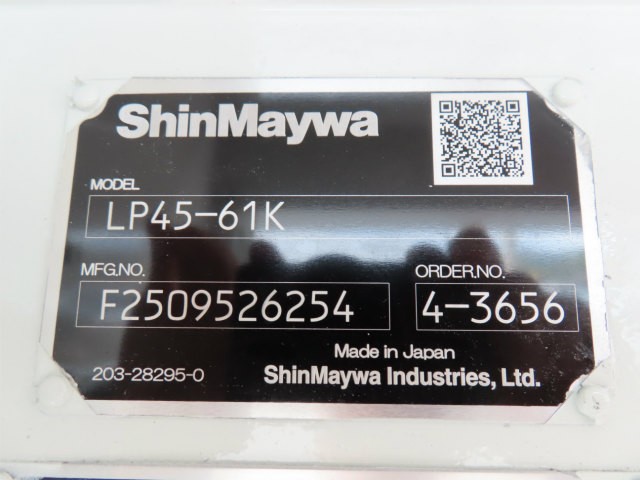 ShinMaywa
MODEL
LP45-61K
MFG.NO. ORDER.NO.
F2509526254 4-3656
Made in Japan
203-28295-0 ShinMaywa Industries, Ltd.